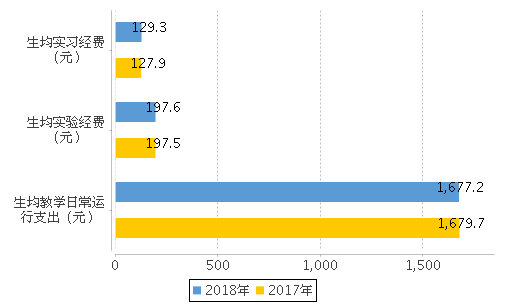 生均实习经费
（元）
129.3
127.9
生均实验经费
（元）
197.6
197.5
生均教学日常运
行支出（元）
1,677.2
1,679.7
0
500
1,000
1,500
2018年
2017年